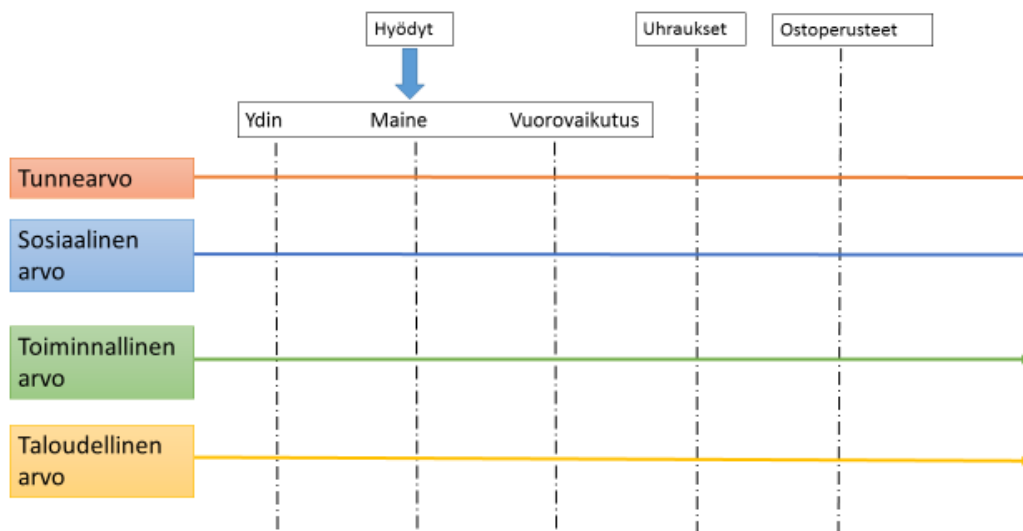 Hyödyt
Uhraukset
Ostoperusteet
Ydin
Maine
Vuorovaikutus
Tunnearvo
Sosiaalinen
arvo
Toiminnallinen
arvo
Taloudellinen
arvo